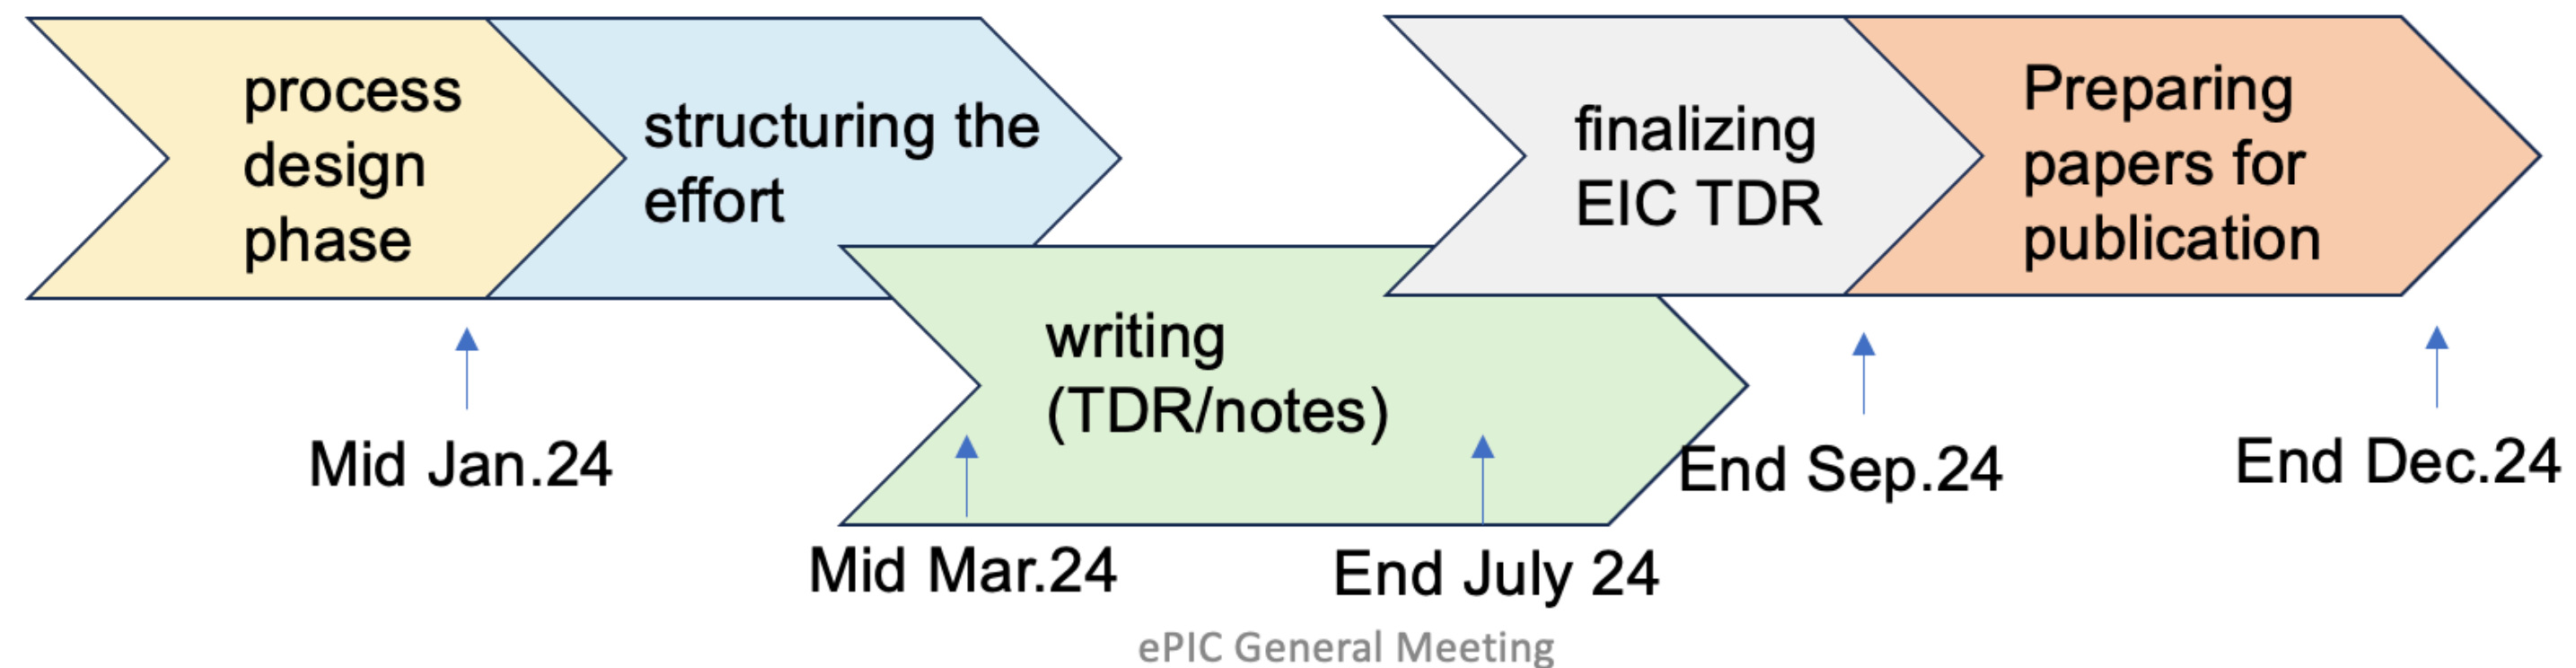 process
design
phase
structuring the
effort
writing
(TDR/notes)
finalizing
EIC TDR
Preparing
papers for
publication
Mid Jan.24
Mid Mar.24
End July 24
End Sep.24
End Dec.24
ePIC General Meeting